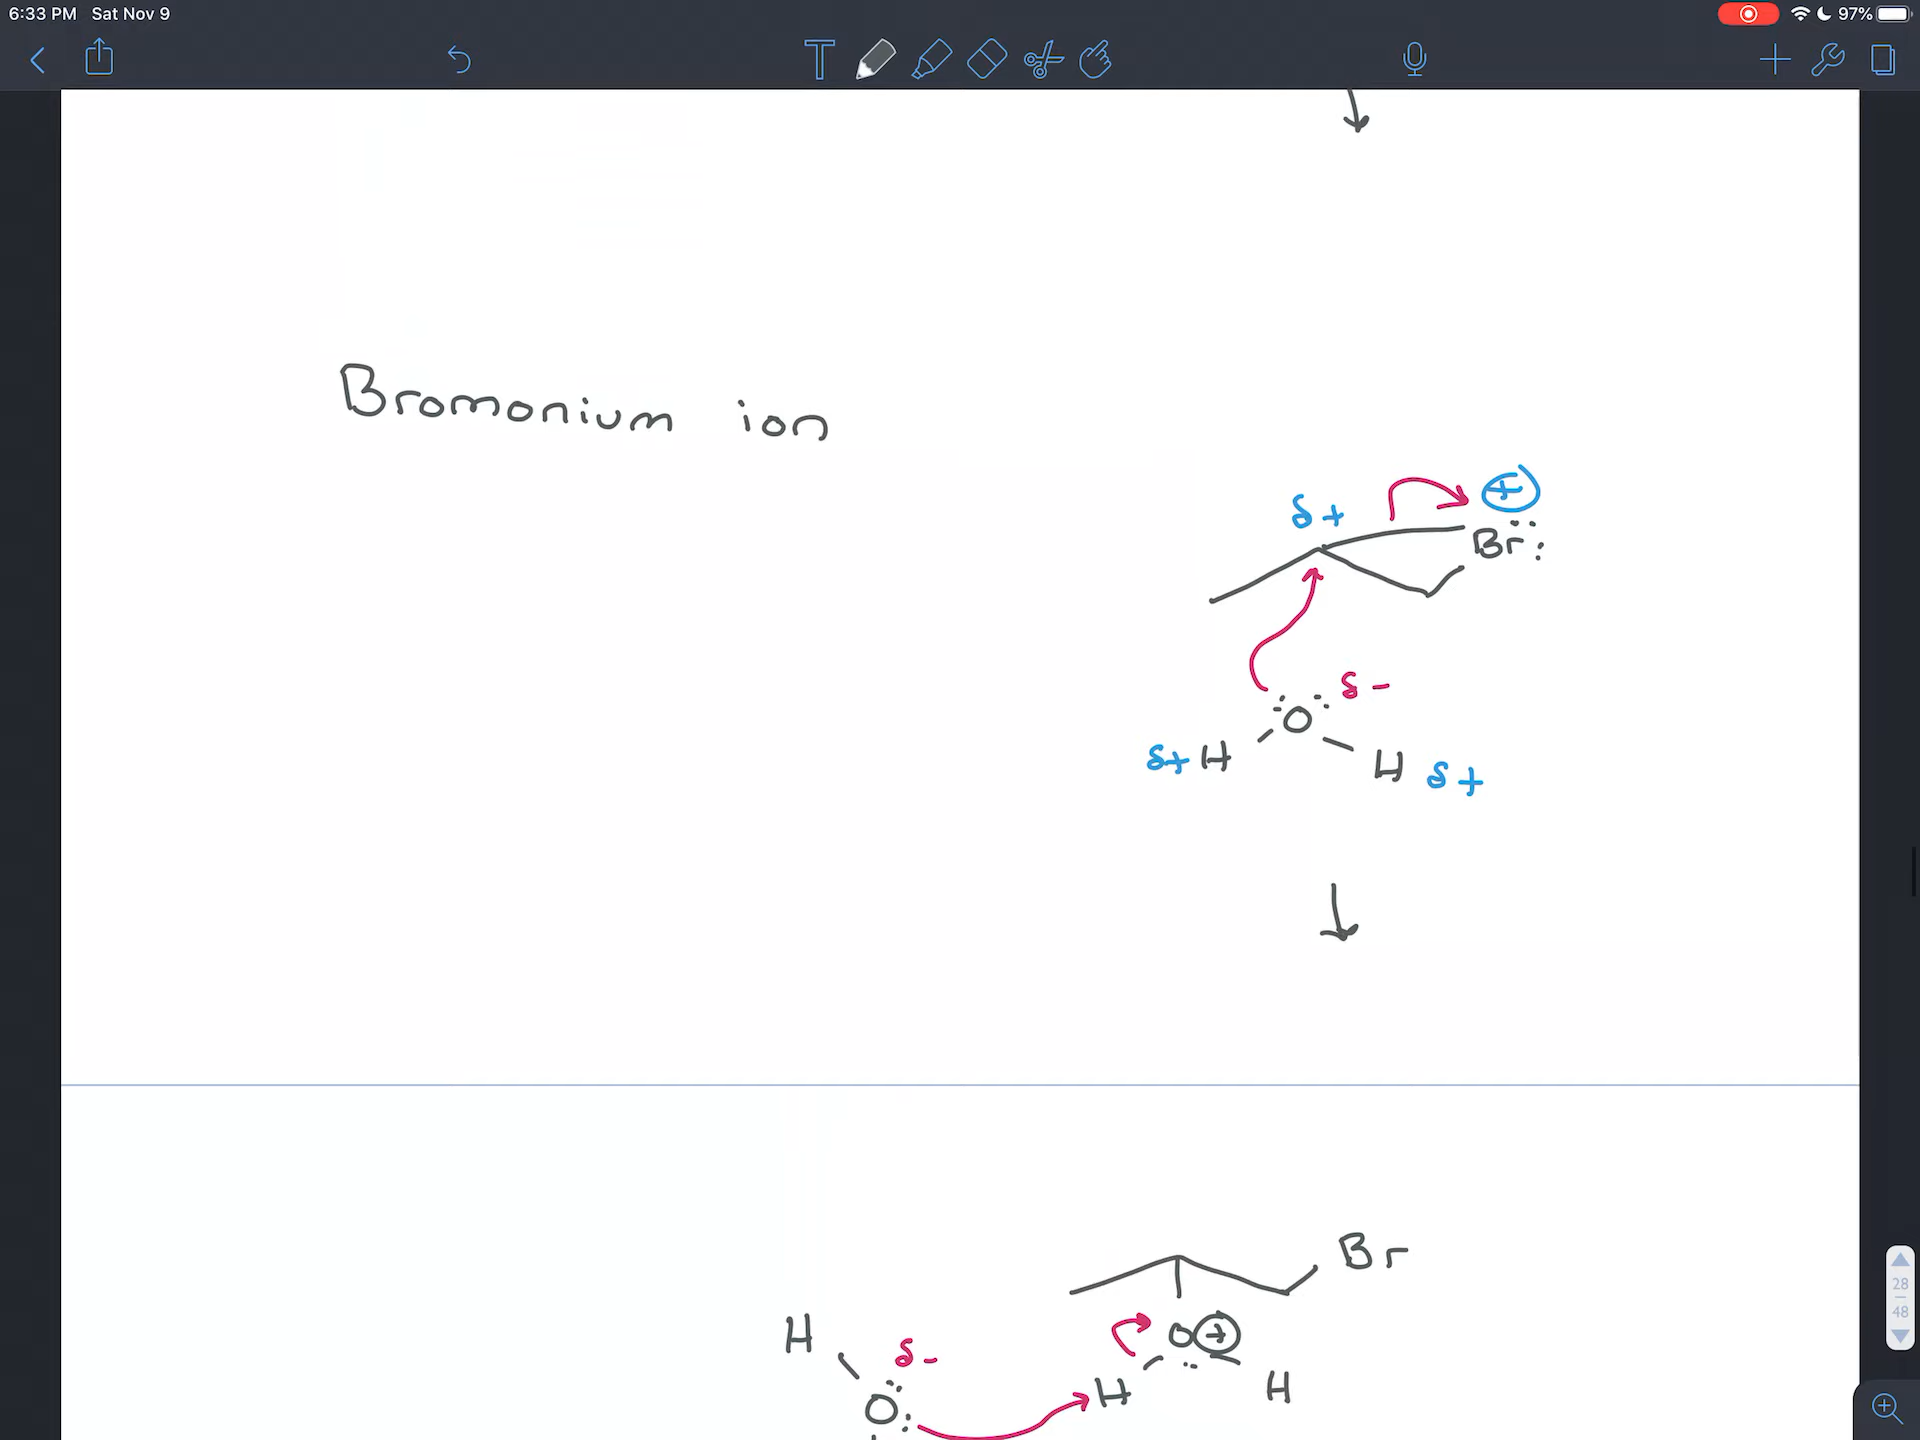 6:33 PM Sat Nov 9 97%
T
Bromonium ion
δ+ +
Br
δ-
O
δ+ H H δ+
28
48
Br
H O +
δ-
H H
O